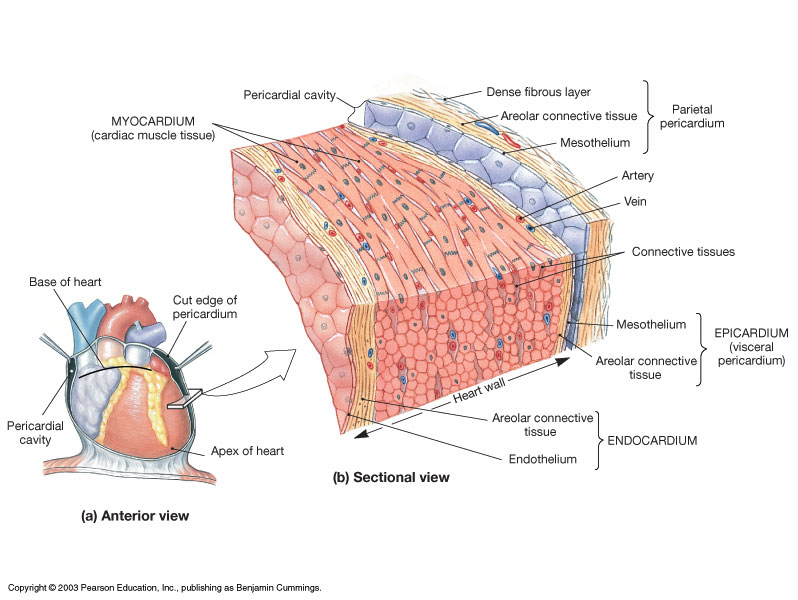 Pericardial cavity
Dense fibrous layer
Areolar connective tissue
Mesothelium
Parietal
pericardium
MYOCARDIUM
(cardiac muscle tissue)
Artery
Vein
Connective tissues
Base of heart
Cut edge of
pericardium
Mesothelium
Areolar connective
tissue
EPICARDIUM
(visceral
pericardium)
Heart wall
Pericardial
cavity
Apex of heart
Areolar connective
tissue
Endothelium
ENDOCARDIUM
(b) Sectional view
(a) Anterior view
Copyright © 2003 Pearson Education, Inc., publishing as Benjamin Cummings.